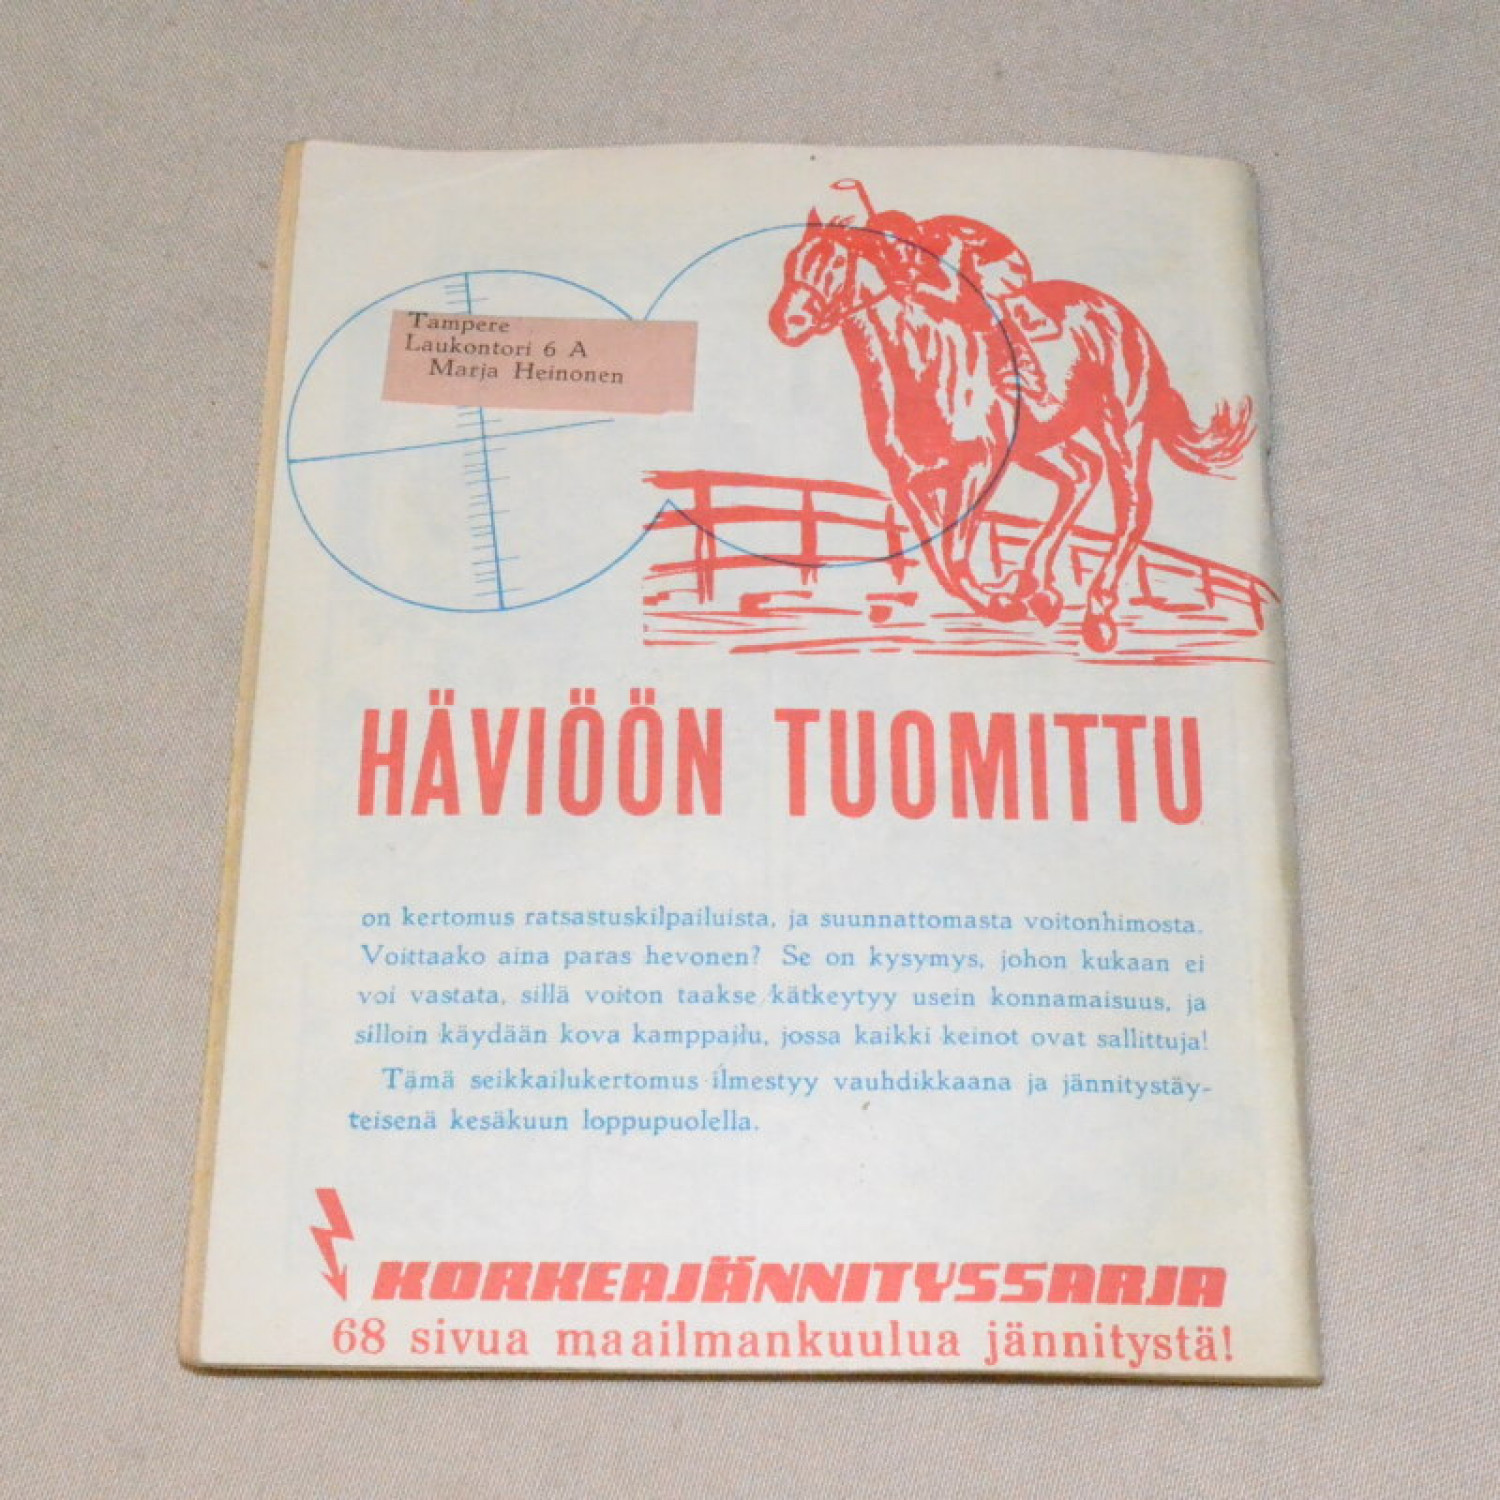 Tampere
Laukontori 6 A
Marja Heinonen
HÄVIÖÖN TUOMITTU
on kertomus ratsastuskilpailuista, ja suunnattomasta voitonhimosta.
Voittaako aina paras hevonen? Se on kysymys, johon kukaan ei
voi vastata, sillä voiton taakse kätkeytyy usein konnamaisuus, ja
silloin käydään kova kamppailu, jossa kaikki keinot ovat sallittuja!
Tämä seikkailukertomus ilmestyy vauhdikkaana ja jännitystäy-
teisenä kesäkuun loppupuolella.
KORKEAJÄNNITYSSARJA
68 sivua maailmankuulua jännitystä!